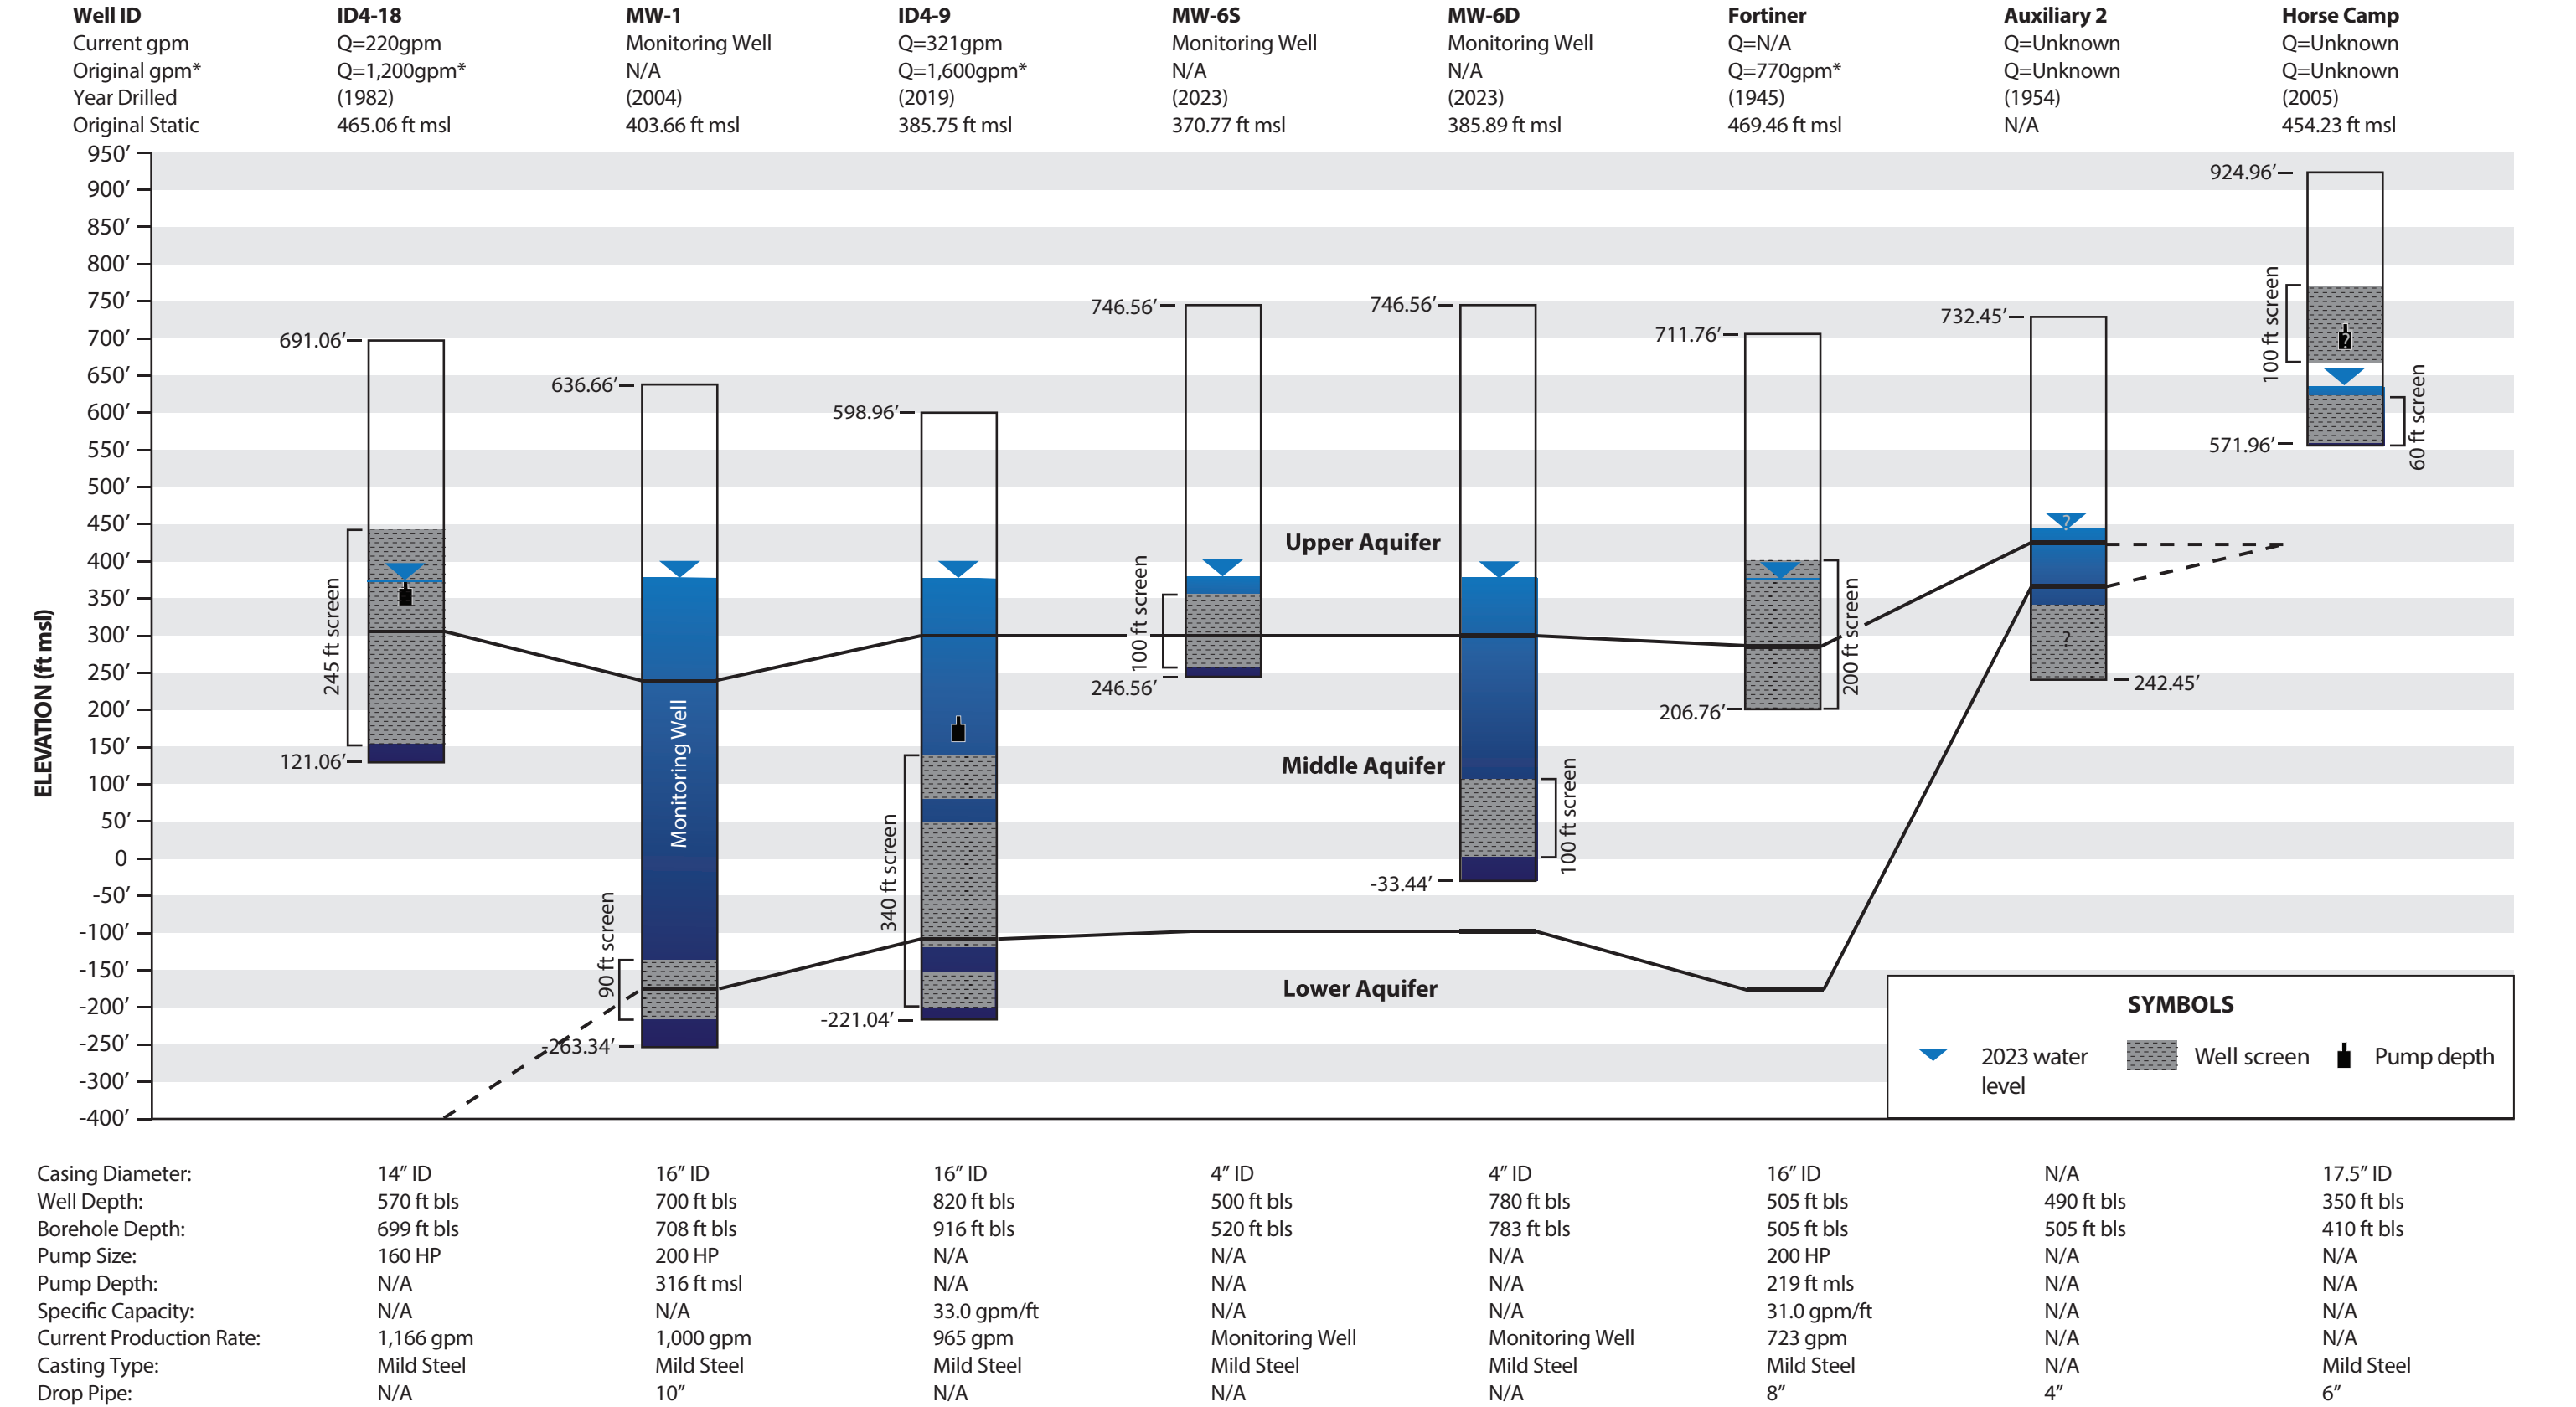 Well ID ID4-18 MW-1 ID4-9 MW-6S MW-6D Fortiner Auxiliary 2 Horse Camp
Current gpm Q=220gpm Monitoring Well Q=321gpm Monitoring Well Monitoring Well Q=N/A Q=Unknown Q=Unknown
Original gpm* Q=1,200gpm* N/A Q=1,600gpm* N/A N/A Q=770gpm* Q=Unknown Q=Unknown
Year Drilled (1982) (2004) (2019) (2023) (2023) (1945) (1954) (2005)
Original Static 465.06 ft msl 403.66 ft msl 385.75 ft msl 370.77 ft msl 385.89 ft msl 469.46 ft msl N/A 454.23 ft msl
ELEVATION (ft msl)
950’
900’
850’
800’
750’
700’
650’
600’
550’
500’
450’
400’
350’
300’
250’
200’
150’
100’
50’
0
-50’
-100’
-150’
-200’
-250’
-300’
-400’
691.06’
245 ft screen
121.06’
636.66’
Monitoring Well
90 ft screen
-263.34’
598.96’
340 ft screen
-221.04’
746.56’
100 ft screen
246.56’
746.56’
100 ft screen
-33.44’
Upper Aquifer
Middle Aquifer
Lower Aquifer
711.76’
200 ft screen
206.76’
732.45’
?
?
242.45’
924.96’
100 ft screen
?
60 ft screen
571.96’
SYMBOLS
2023 water
level
Well screen
Pump depth
Casing Diameter: 14” ID 16” ID 16” ID 4” ID 4” ID 16” ID N/A 17.5” ID
Well Depth: 570 ft bls 700 ft bls 820 ft bls 500 ft bls 780 ft bls 505 ft bls 490 ft bls 350 ft bls
Borehole Depth: 699 ft bls 708 ft bls 916 ft bls 520 ft bls 783 ft bls 505 ft bls 505 ft bls 410 ft bls
Pump Size: 160 HP 200 HP N/A N/A N/A 200 HP N/A N/A
Pump Depth: N/A 316 ft msl N/A N/A N/A 219 ft mls N/A N/A
Specific Capacity: N/A N/A 33.0 gpm/ft N/A N/A 31.0 gpm/ft N/A N/A
Current Production Rate: 1,166 gpm 1,000 gpm 965 gpm Monitoring Well Monitoring Well 723 gpm N/A N/A
Casting Type: Mild Steel Mild Steel Mild Steel Mild Steel Mild Steel Mild Steel N/A Mild Steel
Drop Pipe: N/A 10” N/A N/A N/A 8” 4” 6”